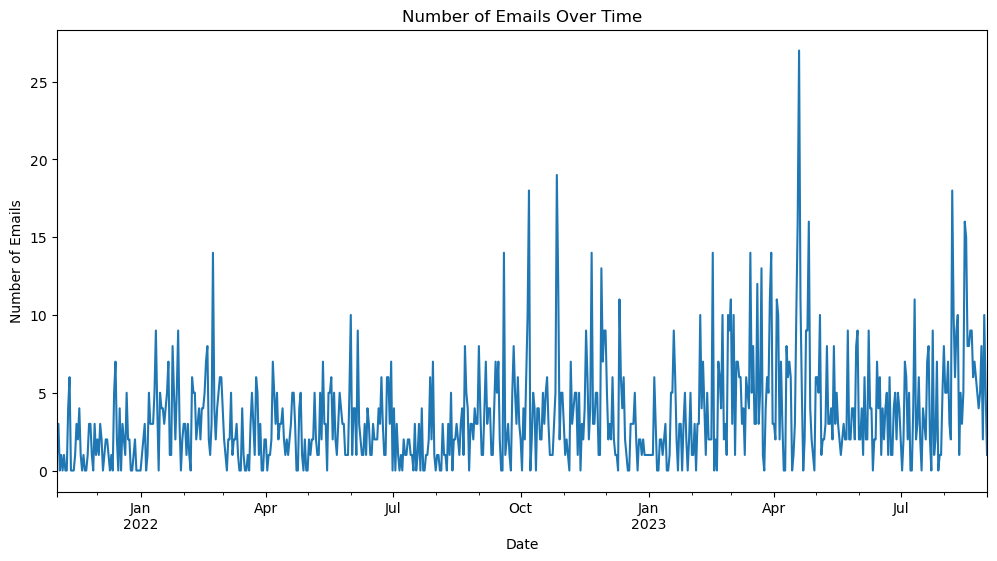 Number of Emails Over Time
Number of Emails
25
20
15
10
5
0
Jan
2022
Apr
Jul
Oct
Jan
2023
Apr
Jul
Date